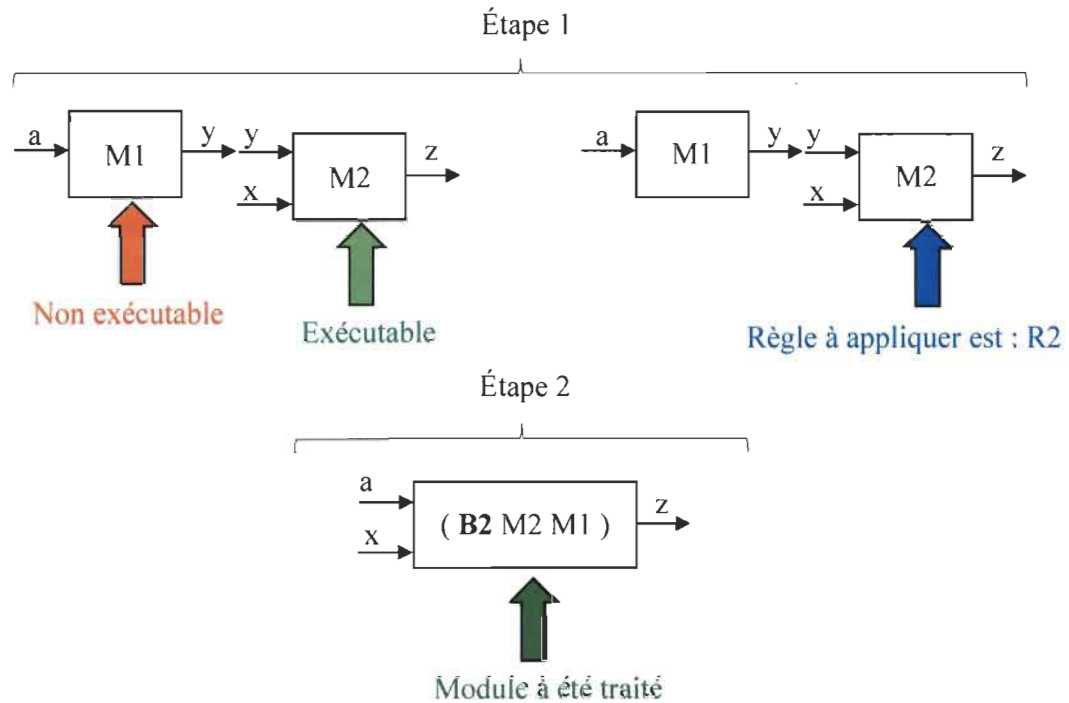 Étape 1
a M1 y y M2 x z
Non exécutable
Exécutable
a M1 y y M2 x z
Règle à appliquer est : R2
Étape 2
a
x
( B2 M2 M1 )
z
Module à été traité